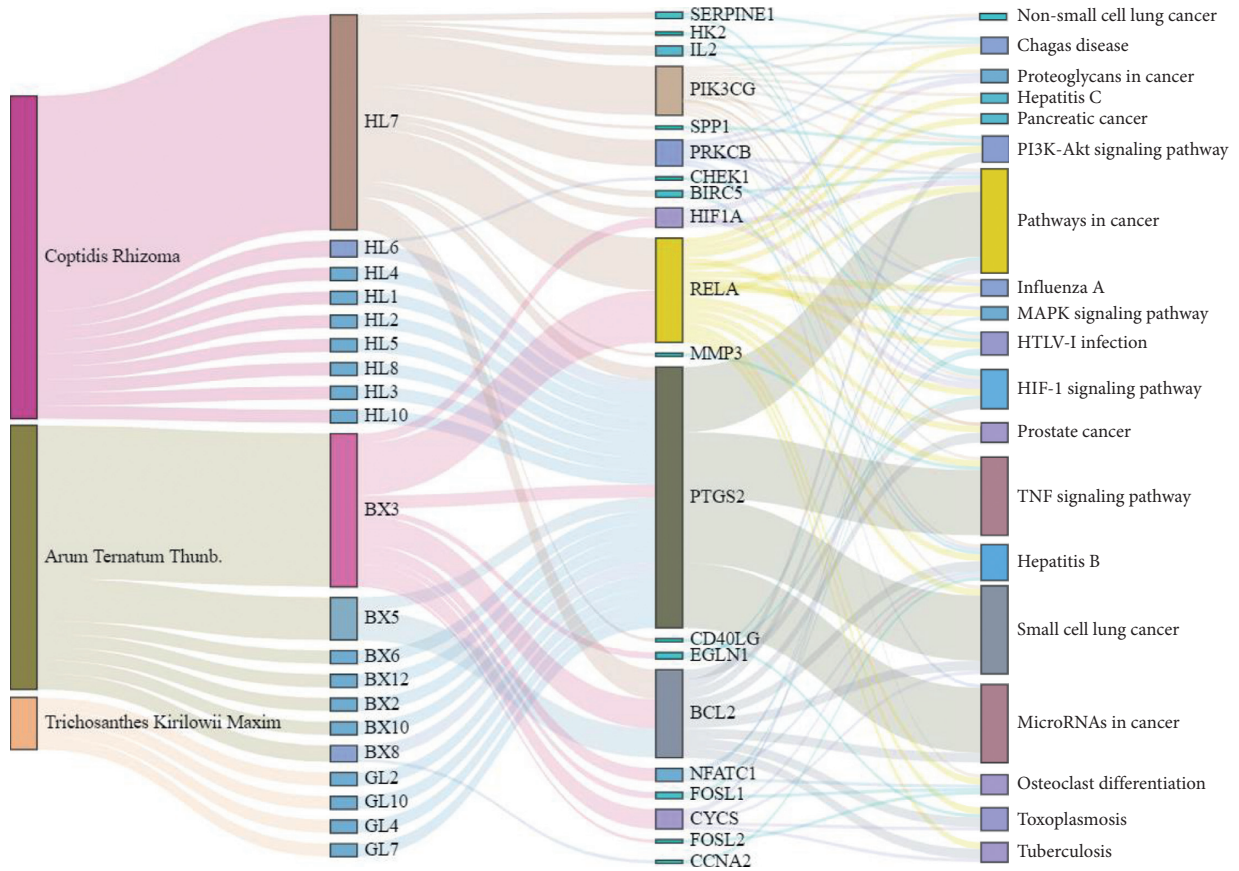 Coptidis Rhizoma
Arum Ternatum Thunb.
Trichosanthes Kirilowii Maxim
HL7
HL6
HL4
HL1
HL2
HL5
HL8
HL3
HL10
BX3
BX5
BX6
BX12
BX2
BX10
BX8
GL2
GL10
GL4
GL7
SERPINE1
HK2
IL2
PIK3CG
SPP1
PRKCB
CHEK1
BIRC5
HIF1A
RELA
MMP3
PTGS2
CD40LG
EGLN1
BCL2
NFATC1
FOSL1
CYCS
FOSL2
CCNA2
Non-small cell lung cancer
Chagas disease
Proteoglycans in cancer
Hepatitis C
Pancreatic cancer
PI3K-Akt signaling pathway
Pathways in cancer
Influenza A
MAPK signaling pathway
HTLV-I infection
HIF-1 signaling pathway
Prostate cancer
TNF signaling pathway
Hepatitis B
Small cell lung cancer
MicroRNAs in cancer
Osteoclast differentiation
Toxoplasmosis
Tuberculosis